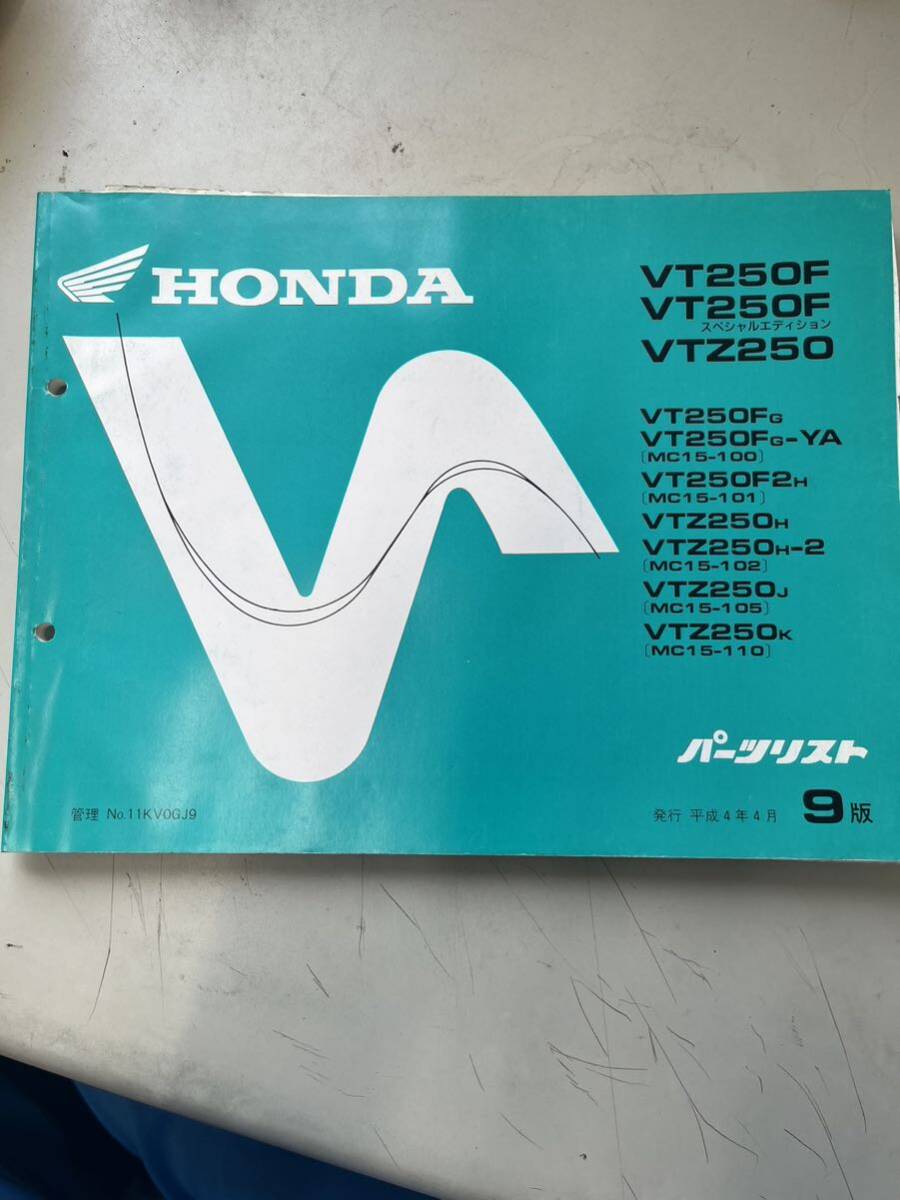 HONDA
VT250F
VT250F
スペシャルエディション
VTZ250
VT250FG
VT250FG-YA
〔MC15-100〕
VT250F2H
〔MC15-101〕
VTZ250H
VTZ250H-2
〔MC15-102〕
VTZ250J
〔MC15-105〕
VTZ250K
〔MC15-110〕
パーツリスト
管理 No.11KV0GJ9
発行 平成4年4月 9版